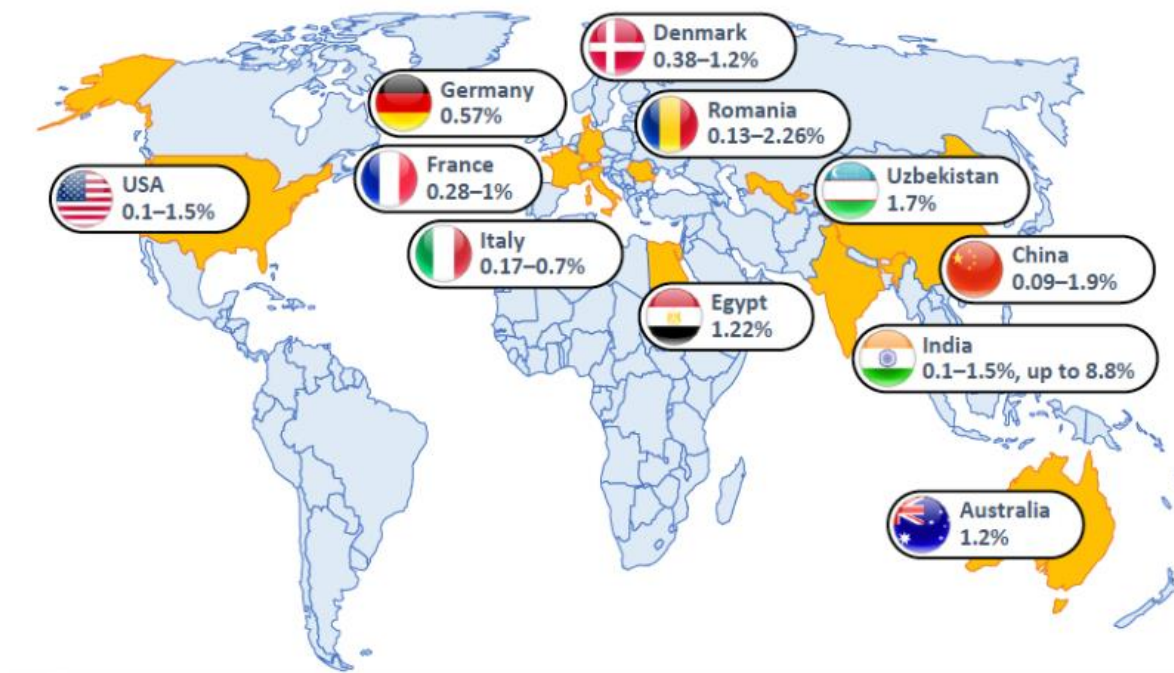 Denmark
0.38–1.2%
Germany
0.57%
Romania
0.13–2.26%
France
0.28–1%
Uzbekistan
1.7%
USA
0.1–1.5%
Italy
0.17–0.7%
China
0.09–1.9%
Egypt
1.22%
India
0.1–1.5%, up to 8.8%
Australia
1.2%